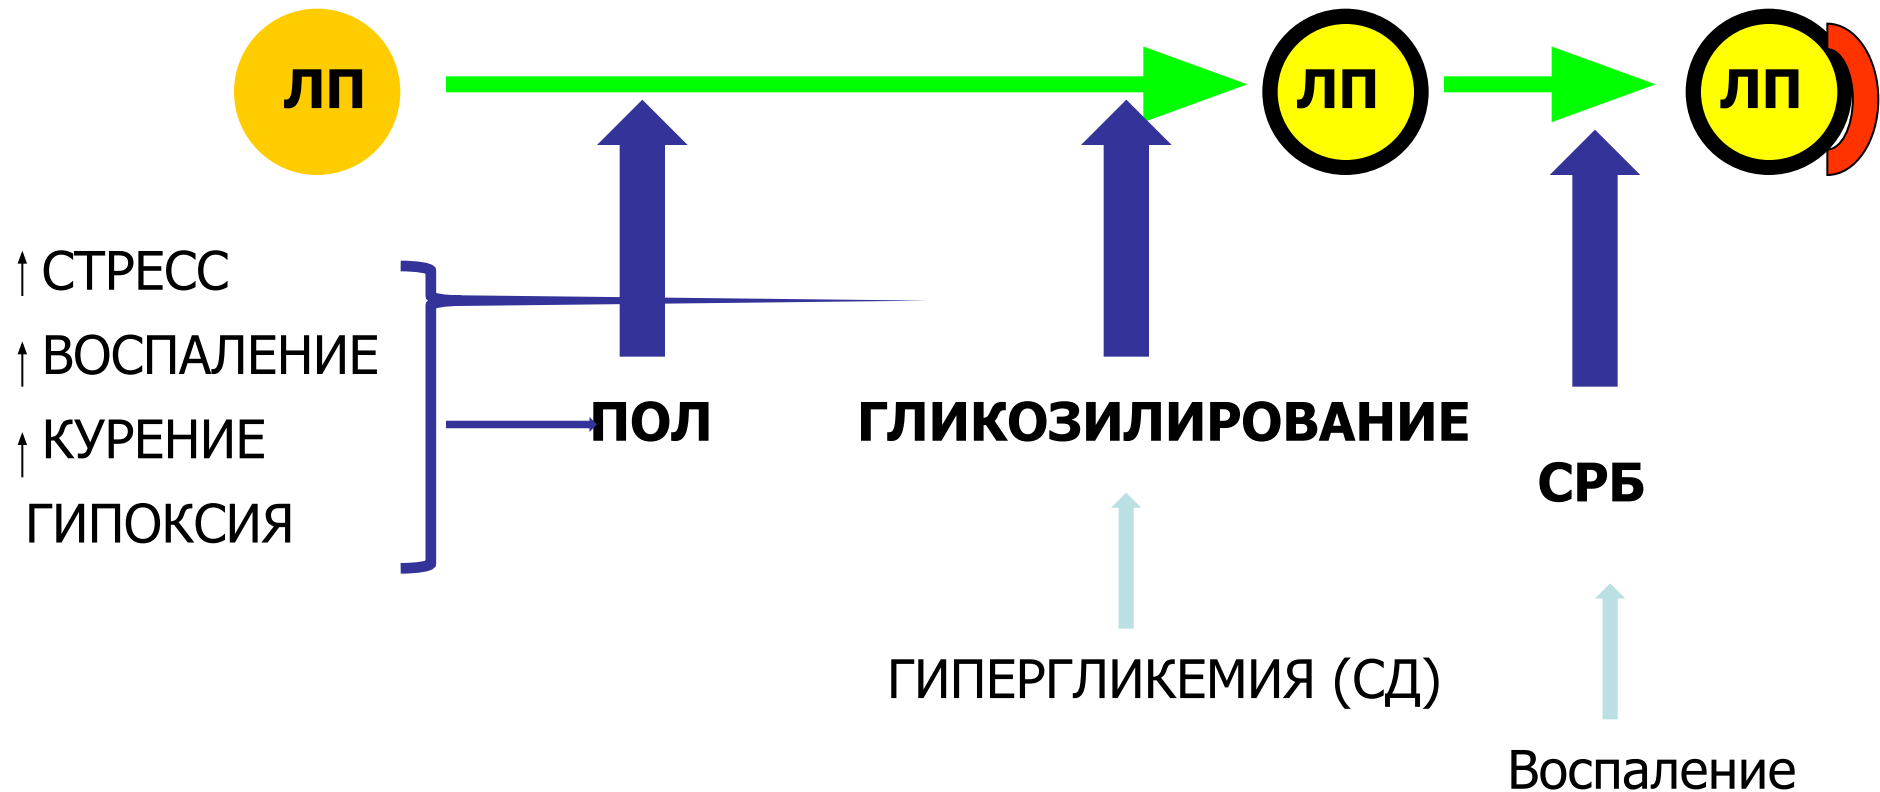 ЛП
ЛП
ЛП
СТРЕСС
ВОСПАЛЕНИЕ
КУРЕНИЕ
ГИПОКСИЯ
ПОЛ
ГЛИКОЗИЛИРОВАНИЕ
СРБ
ГИПЕРГЛИКЕМИЯ (СД)
Воспаление